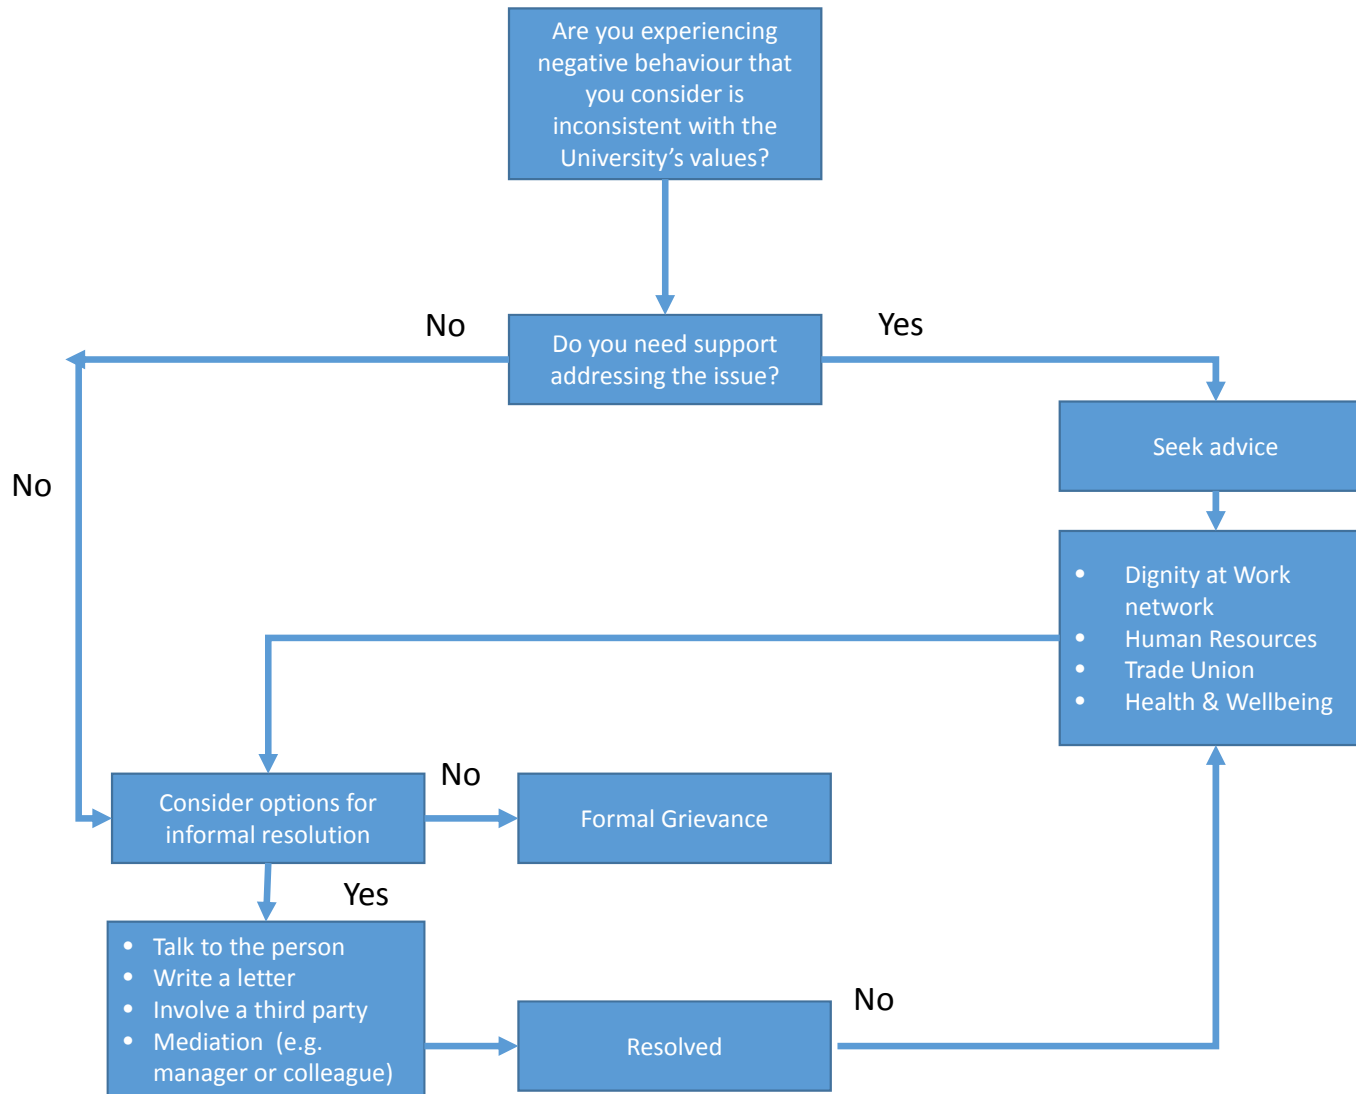 Are you experiencing
negative behaviour that
you consider is
inconsistent with the
University’s values?
No
Yes
Do you need support
addressing the issue?
Seek advice
No
• Dignity at Work
network
• Human Resources
• Trade Union
• Health & Wellbeing
Consider options for
informal resolution
No
Formal Grievance
Yes
• Talk to the person
• Write a letter
• Involve a third party
• Mediation (e.g.
manager or colleague)
Resolved
No